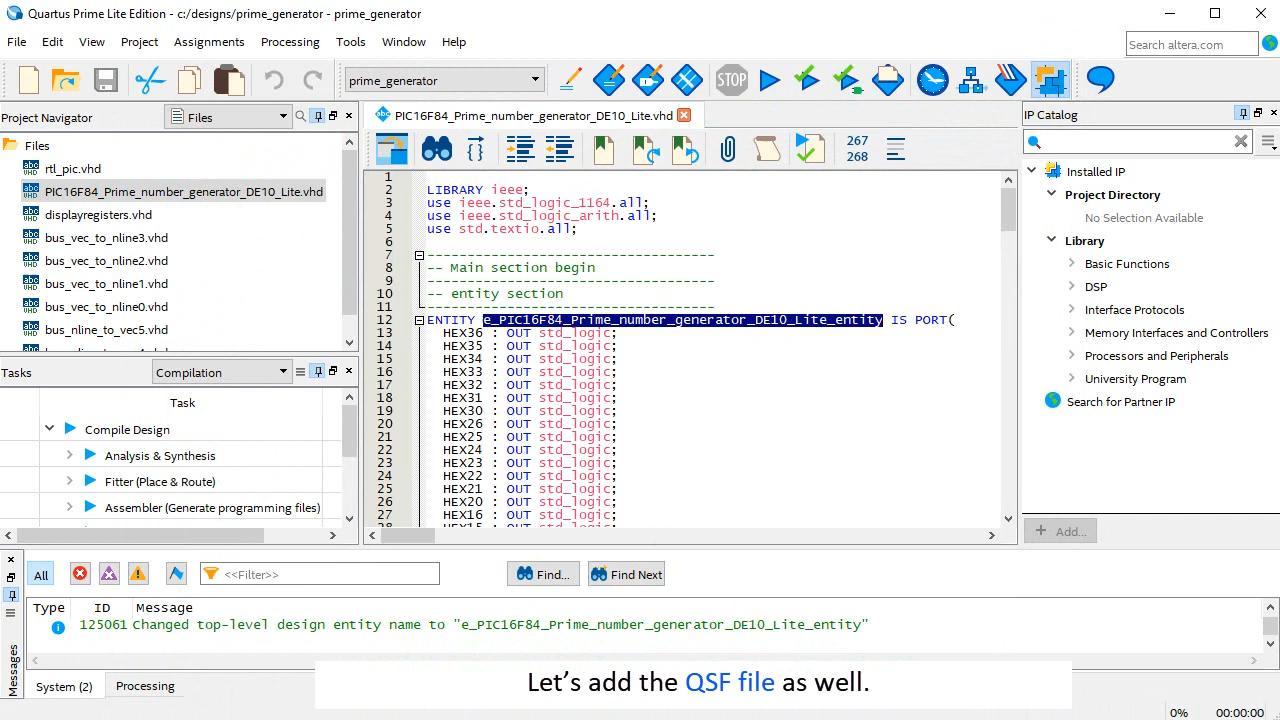 Quartus Prime Lite Edition - c:/designs/prime_generator - prime_generator
File Edit View Project Assignments Processing Tools Window Help
Search altera.com
prime_generator
STOP
Project Navigator
Files
Files
rtl_pic.vhd
PIC16F84_Prime_number_generator_DE10_Lite.vhd
displayregisters.vhd
bus_vec_to_nline3.vhd
bus_vec_to_nline2.vhd
bus_vec_to_nline1.vhd
bus_vec_to_nline0.vhd
bus_nline_to_vec5.vhd
Tasks
Compilation
Task
Compile Design
Analysis & Synthesis
Fitter (Place & Route)
Assembler (Generate programming files)
PIC16F84_Prime_number_generator_DE10_Lite.vhd
267
268
1
2 LIBRARY ieee;
3 use ieee.std_logic_1164.all;
4 use ieee.std_logic_arith.all;
5 use std.textio.all;
6
7 -----------------------------------
8 -- Main section begin
9 -----------------------------------
10 -- entity section
11 -----------------------------------
12 ENTITY e_PIC16F84_Prime_number_generator_DE10_Lite_entity IS PORT(
13 HEX36 : OUT std_logic;
14 HEX35 : OUT std_logic;
15 HEX34 : OUT std_logic;
16 HEX33 : OUT std_logic;
17 HEX32 : OUT std_logic;
18 HEX31 : OUT std_logic;
19 HEX30 : OUT std_logic;
20 HEX26 : OUT std_logic;
21 HEX25 : OUT std_logic;
22 HEX24 : OUT std_logic;
23 HEX23 : OUT std_logic;
24 HEX22 : OUT std_logic;
25 HEX21 : OUT std_logic;
26 HEX20 : OUT std_logic;
27 HEX16 : OUT std_logic;
28 HEX15 : OUT std_logic;
IP Catalog
Installed IP
Project Directory
No Selection Available
Library
Basic Functions
DSP
Interface Protocols
Memory Interfaces and Controllers
Processors and Peripherals
University Program
Search for Partner IP
+ Add...
All
<<Filter>>
Find...
Find Next
Type ID Message
125061 Changed top-level design entity name to "e_PIC16F84_Prime_number_generator_DE10_Lite_entity"
Messages
System (2)
Processing
Let's add the QSF file as well.
0% 00:00:00